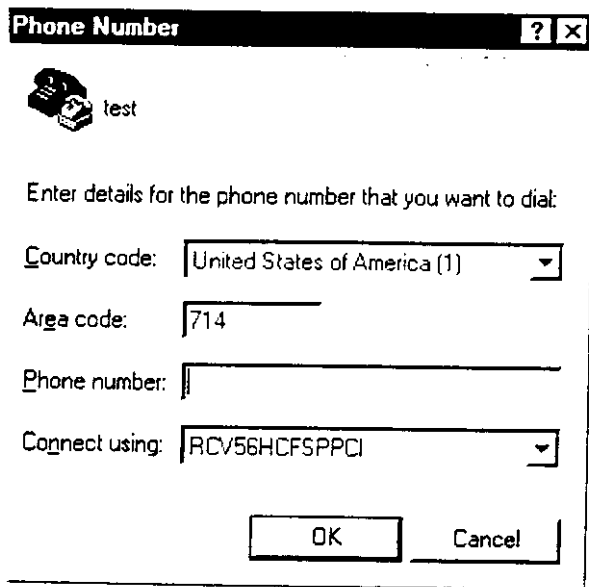 Phone Number ? ×
test
Enter details for the phone number that you want to dial:
Country code: United States of America (1)
Area code: 714
Phone number:
Connect using: RCV56HCFSPPCI
OK Cancel